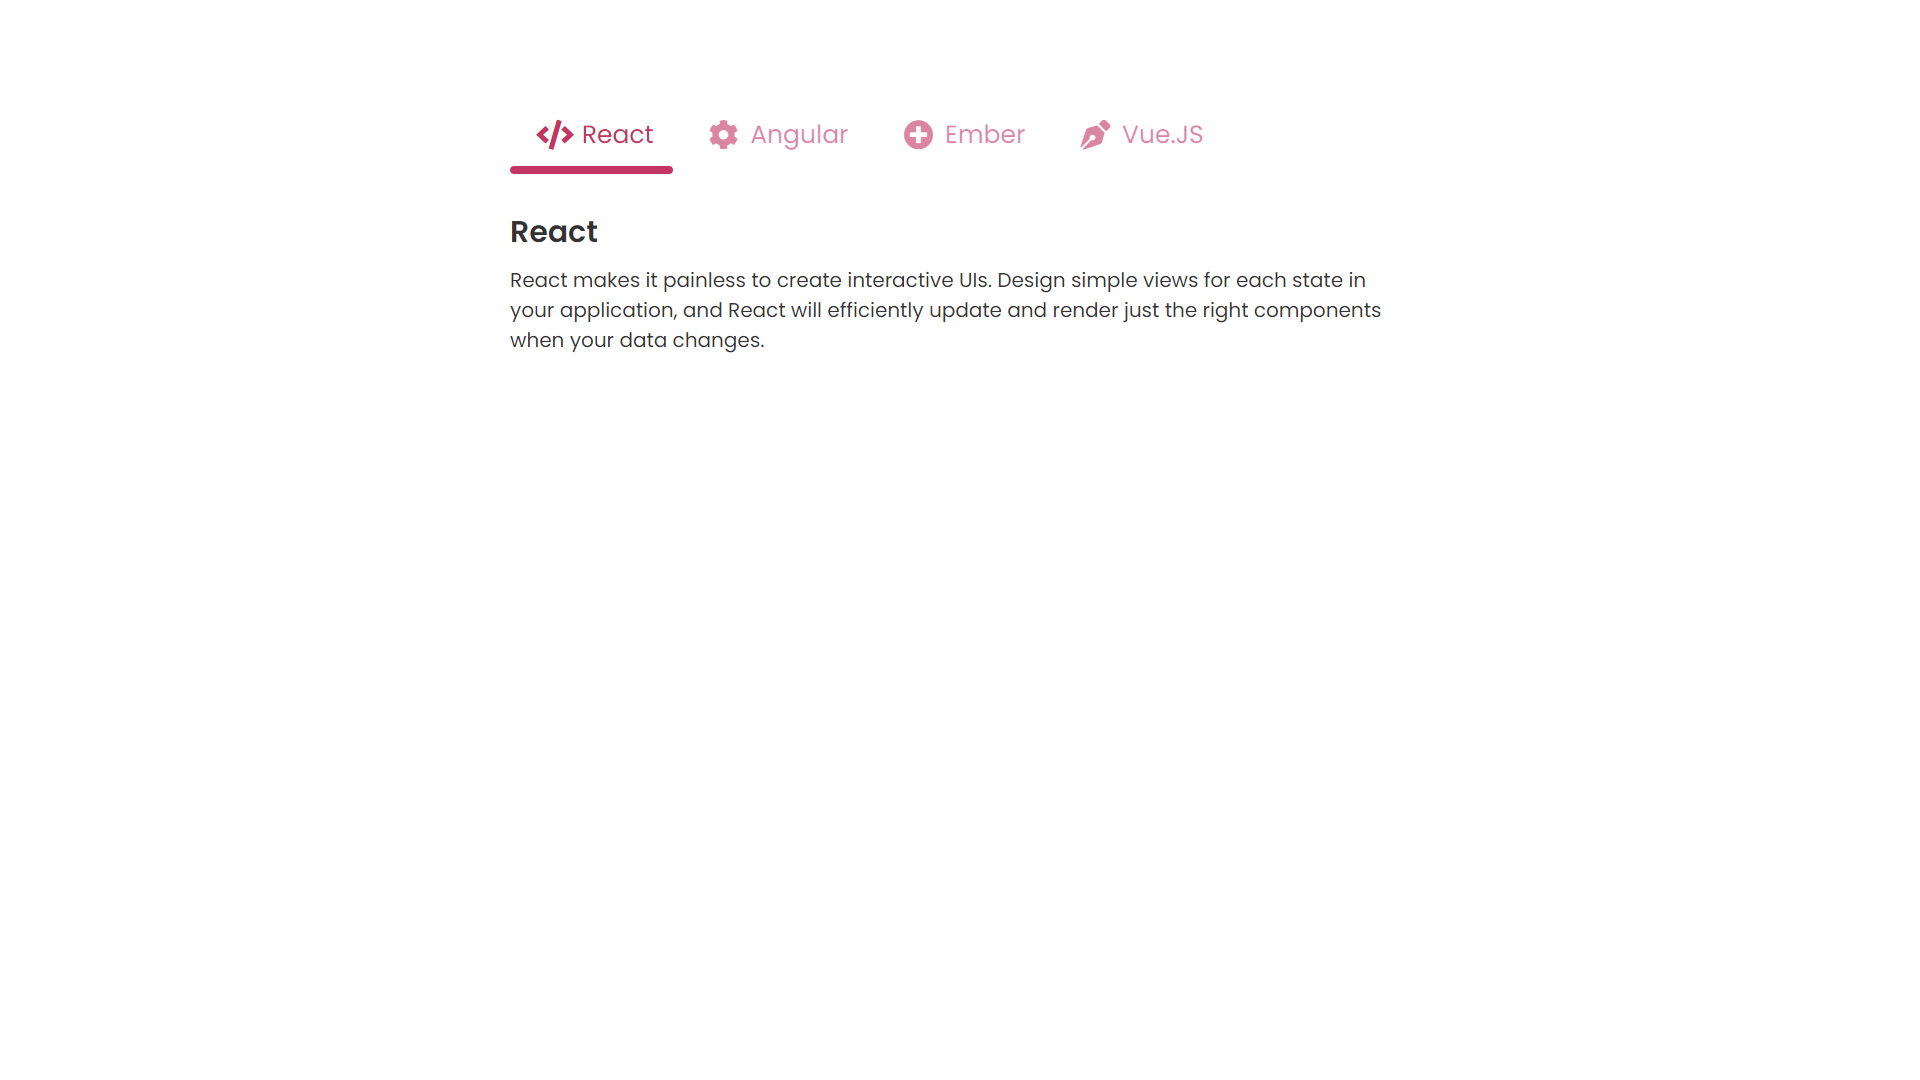 React Angular Ember Vue.JS
React
React makes it painless to create interactive UIs. Design simple views for each state in
your application, and React will efficiently update and render just the right components
when your data changes.